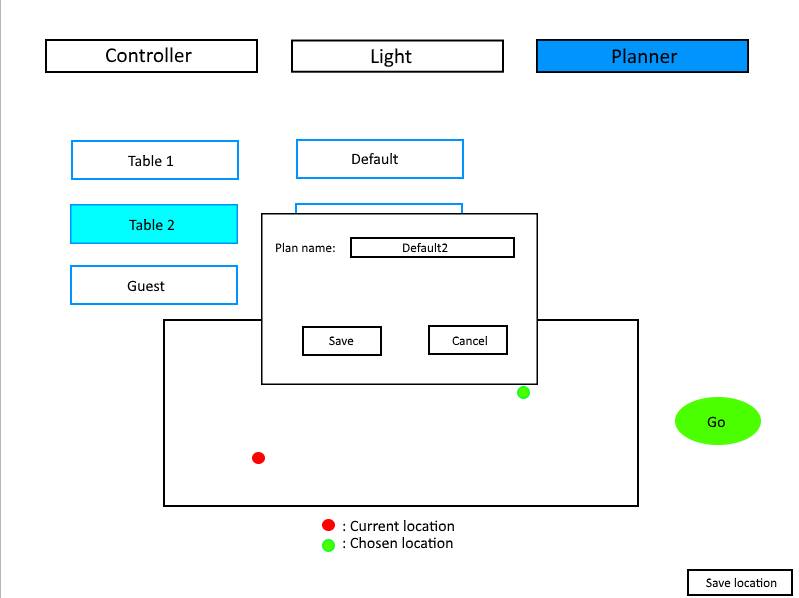 Controller
Light
Planner
Table 1
Default
Table 2
Plan name:
Default2
Guest
Save
Cancel
Go
: Current location
: Chosen location
Save location